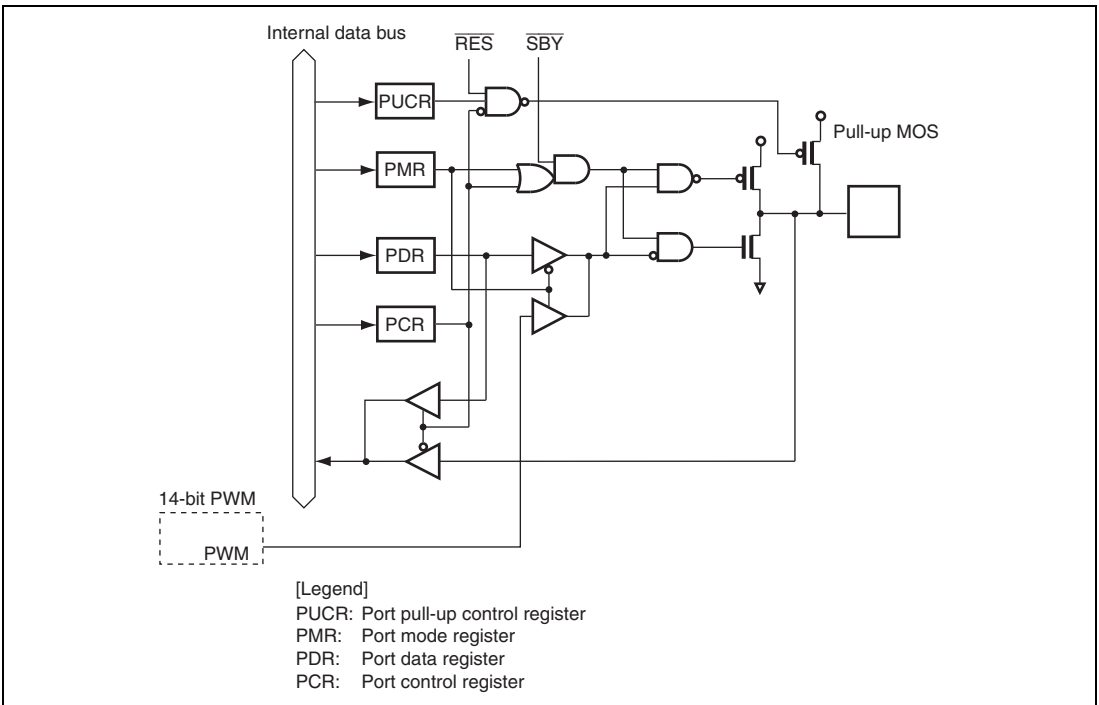 Internal data bus
RES
SBY
PUCR
Pull-up MOS
PMR
PDR
PCR
14-bit PWM
PWM
[Legend]
PUCR: Port pull-up control register
PMR: Port mode register
PDR: Port data register
PCR: Port control register